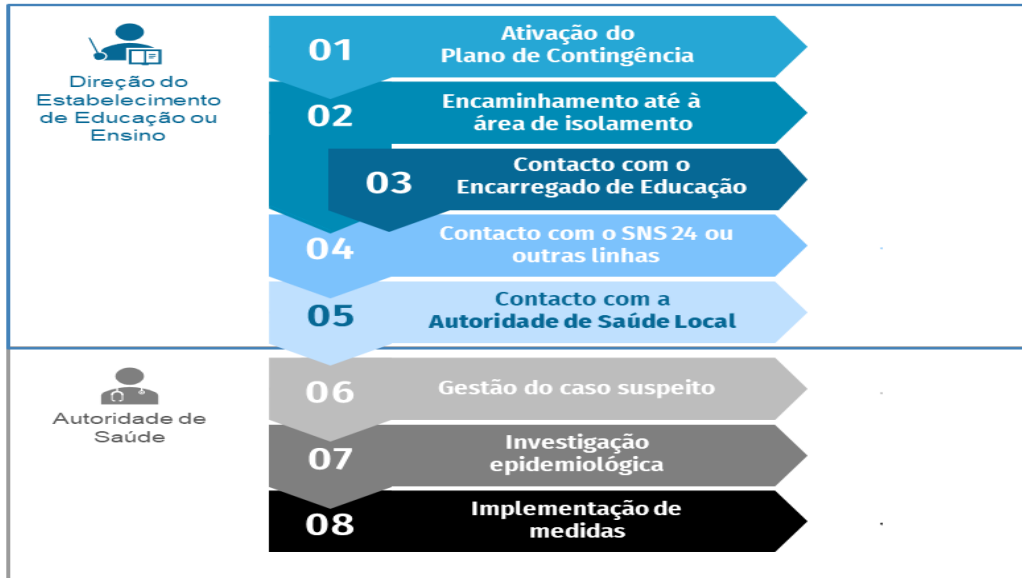 Direção do
Estabelecimento
de Educação ou
Ensino
01
Ativação do
Plano de Contingência
02
Encaminhamento até à
área de isolamento
03
Contacto com o
Encarregado de Educação
04
Contacto com o SNS 24 ou
outras linhas
05
Contacto com a
Autoridade de Saúde Local
Autoridade de
Saúde
06
Gestão do caso suspeito
07
Investigação
epidemiológica
08
Implementação de
medidas